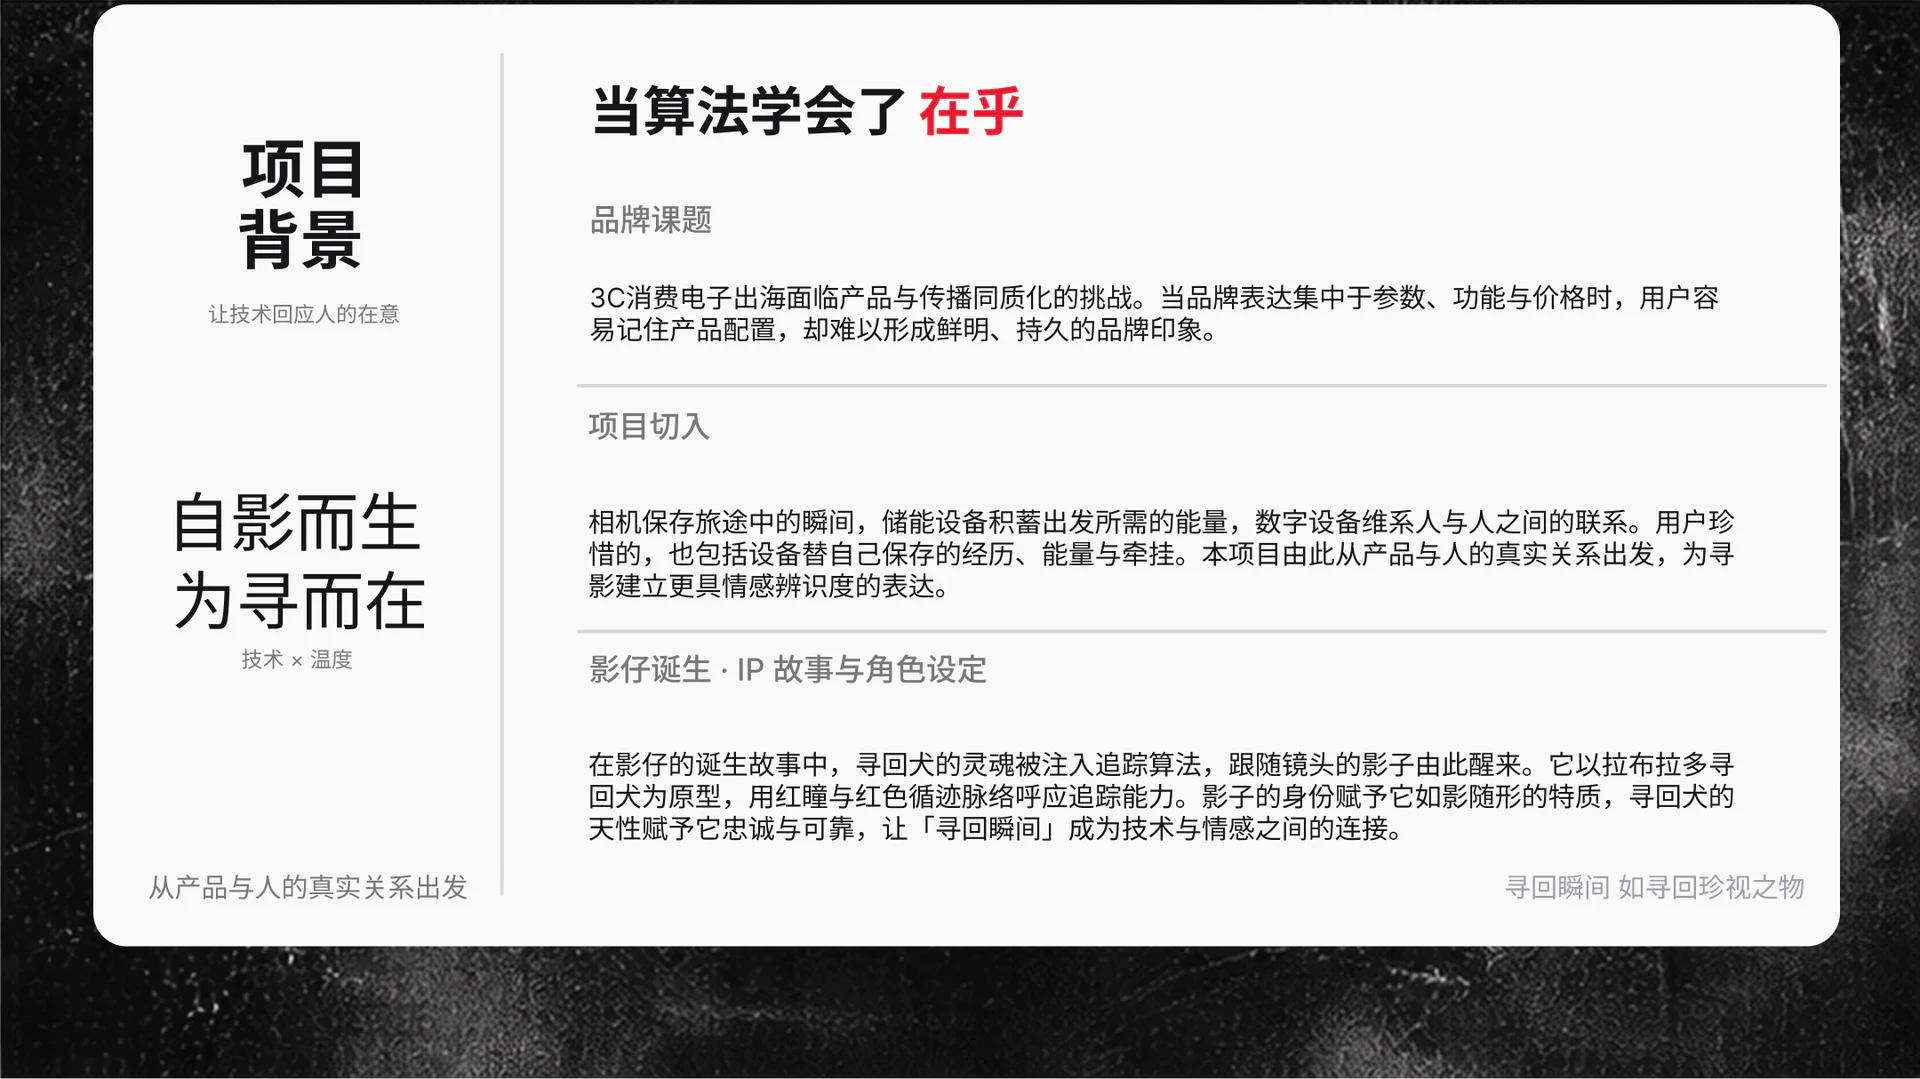 项目
背景
让技术回应人的在意
自影而生
为寻而在
技术 × 温度
从产品与人的真实关系出发
当算法学会了 在乎
品牌课题
3C消费电子出海面临产品与传播同质化的挑战。当品牌表达集中于参数、功能与价格时，用户容
易记住产品配置，却难以形成鲜明、持久的品牌印象。
项目切入
相机保存旅途中的瞬间，储能设备积蓄出发所需的能量，数字设备维系人与人之间的联系。用户珍
惜的，也包括设备替自己保存的经历、能量与牵挂。本项目由此从产品与人的真实关系出发，为寻
影建立更具情感辨识度的表达。
影仔诞生 · IP 故事与角色设定
在影仔的诞生故事中，寻回犬的灵魂被注入追踪算法，跟随镜头的影子由此醒来。它以拉布拉多寻
回犬为原型，用红瞳与红色循迹脉络呼应追踪能力。影子的身份赋予它如影随形的特质，寻回犬的
天性赋予它忠诚与可靠，让「寻回瞬间」成为技术与情感之间的连接。
寻回瞬间 如寻回珍视之物